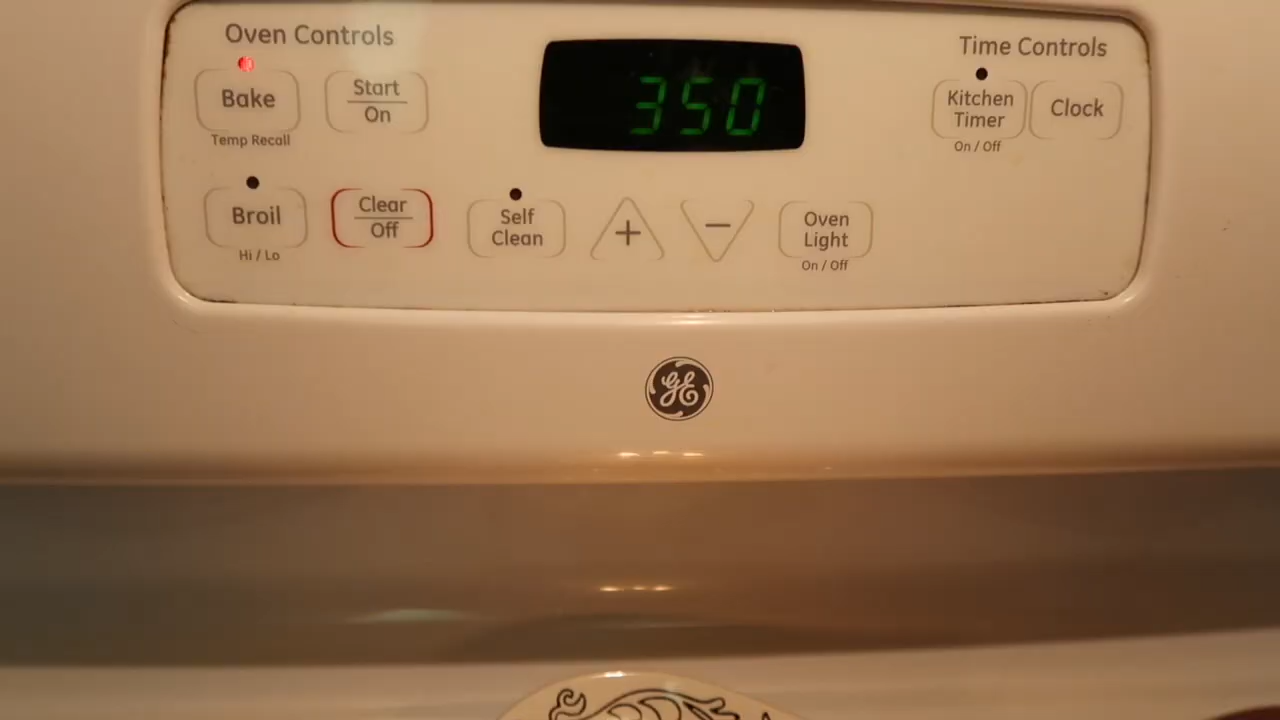 Oven Controls
Time Controls
Bake
Start
On
350
Kitchen
Timer
Clock
Temp Recall
On / Off
Broil
Clear
Off
Self
Clean
+
−
Oven
Light
Hi / Lo
On / Off
GE